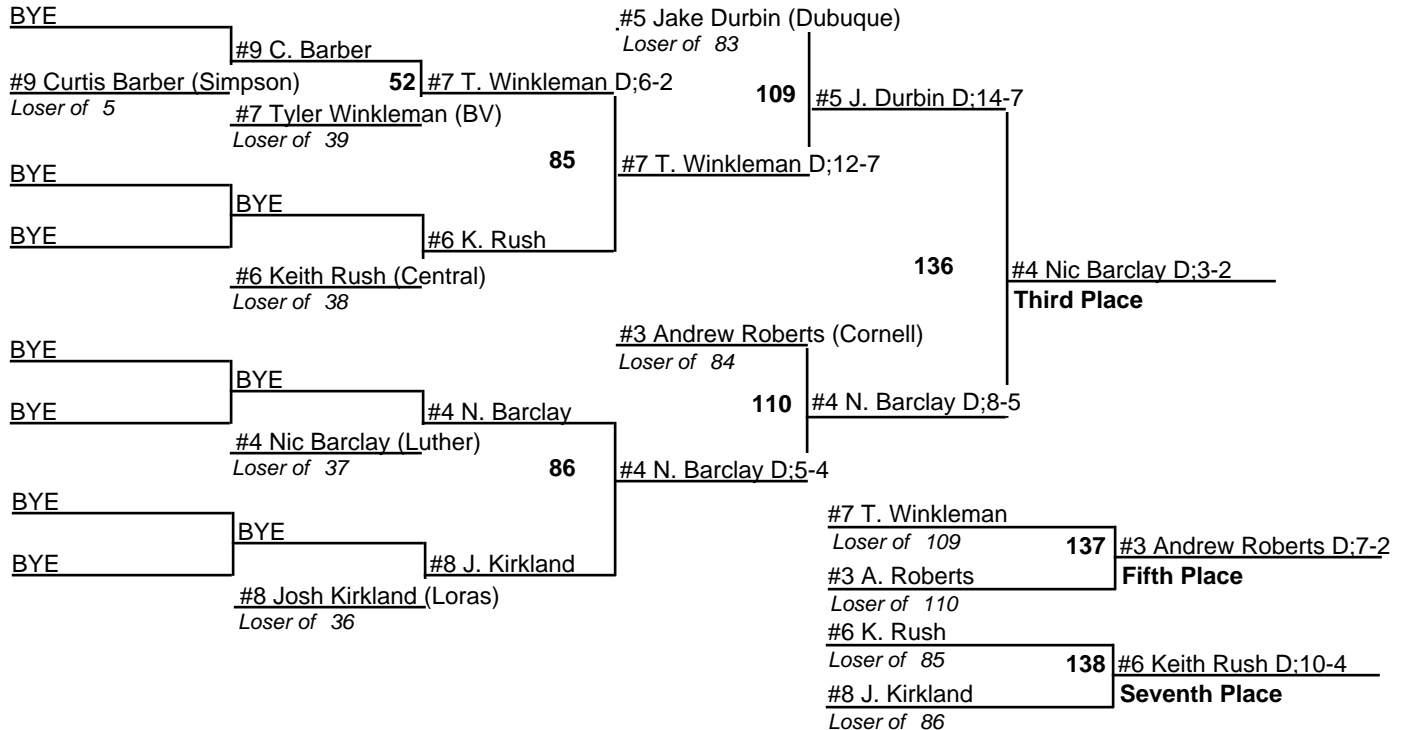 BYE
#5 Jake Durbin (Dubuque)
Loser of 83
#9 C. Barber
#9 Curtis Barber (Simpson)
52
#7 T. Winkleman D;6-2
109
#5 J. Durbin D;14-7
Loser of 5
#7 Tyler Winkleman (BV)
Loser of 39
85
#7 T. Winkleman D;12-7
BYE
BYE
BYE
#6 K. Rush
#6 Keith Rush (Central)
Loser of 38
136
#4 Nic Barclay D;3-2
Third Place
#3 Andrew Roberts (Cornell)
Loser of 84
BYE
BYE
BYE
#4 N. Barclay
110
#4 N. Barclay D;8-5
#4 Nic Barclay (Luther)
Loser of 37
86
#4 N. Barclay D;5-4
BYE
BYE
BYE
#8 J. Kirkland
#8 Josh Kirkland (Loras)
Loser of 36
#7 T. Winkleman
Loser of 109
137
#3 Andrew Roberts D;7-2
#3 A. Roberts
Fifth Place
Loser of 110
#6 K. Rush
Loser of 85
138
#6 Keith Rush D;10-4
#8 J. Kirkland
Seventh Place
Loser of 86